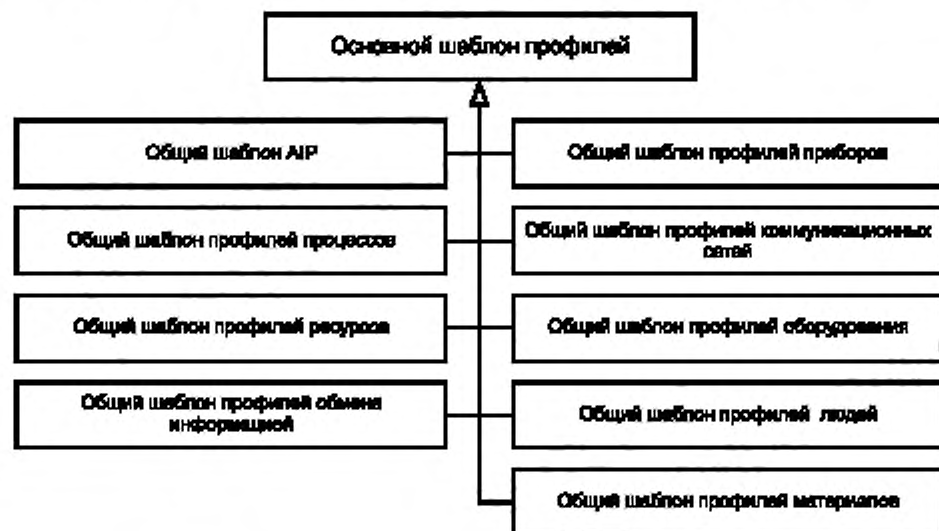 Основной шаблон профилей
Общий шаблон AIP
Общий шаблон профилей приборов
Общий шаблон профилей процессов
Общий шаблон профилей коммуникационных
сетей
Общий шаблон профилей ресурсов
Общий шаблон профилей оборудования
Общий шаблон профилей обмена
информацией
Общий шаблон профилей людей
Общий шаблон профилей материалов